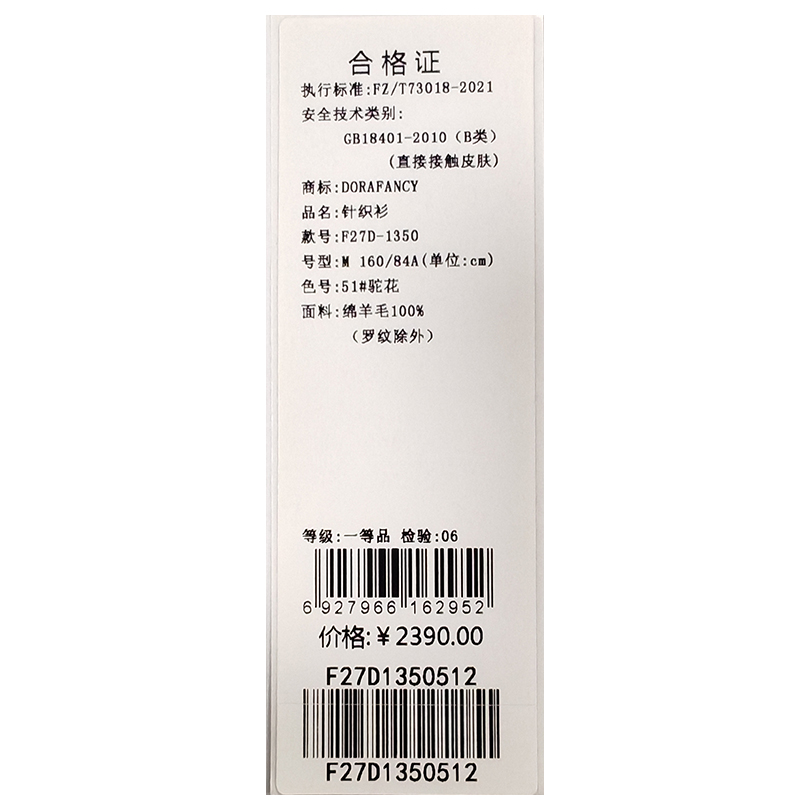 合格证
执行标准:FZ/T73018-2021
安全技术类别:
GB18401-2010（B类）
(直接接触皮肤)
商标:DORAFANCY
品名:针织衫
款号:F27D-1350
号型:M 160/84A(单位:cm)
色号:51#驼花
面料:绵羊毛100%
（罗纹除外）
等级:一等品 检验:06
6 927966 162952
价格:￥2390.00
F27D1350512
F27D1350512